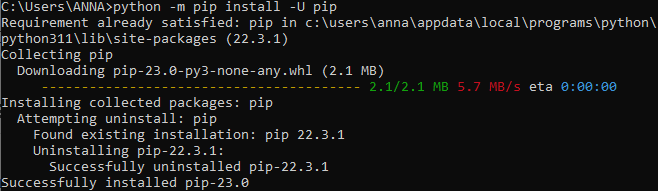 C:\Users\ANNA>python -m pip install -U pip
Requirement already satisfied: pip in c:\users\anna\appdata\local\programs\python\
python311\lib\site-packages (22.3.1)
Collecting pip
Downloading pip-23.0-py3-none-any.whl (2.1 MB)
---------------------------------------- 2.1/2.1 MB 5.7 MB/s eta 0:00:00
Installing collected packages: pip
Attempting uninstall: pip
Found existing installation: pip 22.3.1
Uninstalling pip-22.3.1:
Successfully uninstalled pip-22.3.1
Successfully installed pip-23.0